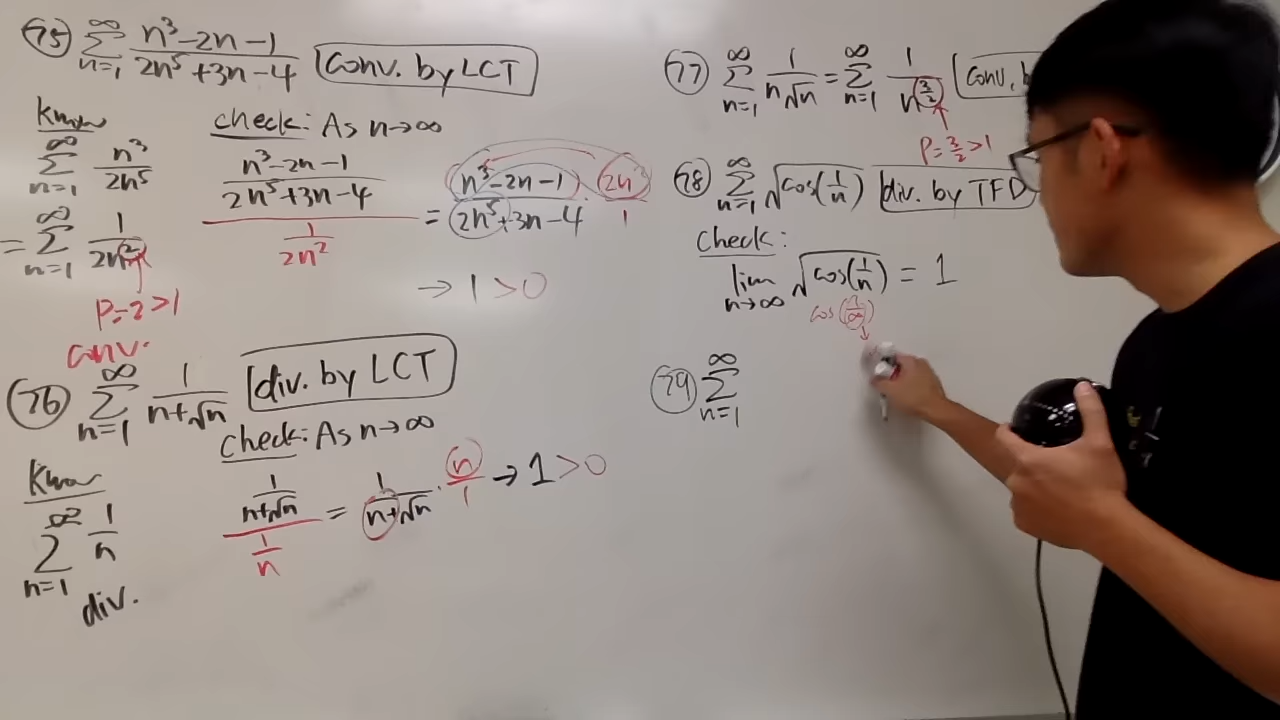 75) ∞ Σ n=1 n³-2n-1 / 2n⁵+3n-4 conv. by LCT
know
∞ Σ n=1 n³ / 2n⁵
= ∞ Σ n=1 1 / 2n²
P=2>1
conv.
check: As n→∞
n³-2n-1 / 2n⁵+3n-4 / 1 / 2n² = n³-2n-1 / 2n⁵+3n-4 · 2n² / 1
→ 1>0
76) ∞ Σ n=1 1 / n+√n div. by LCT
know
∞ Σ n=1 1 / n
div.
check: As n→∞
1 / n+√n / 1 / n = 1 / n+√n · n / 1 → 1>0
77) ∞ Σ n=1 1 / n√n = ∞ Σ n=1 1 / n^(3/2) conv. b
P=3/2>1
78) ∞ Σ n=1 √cos(1/n) div. by TFD
check:
lim n→∞ √cos(1/n) = 1
cos(1/∞)
↓
79) ∞ Σ n=1